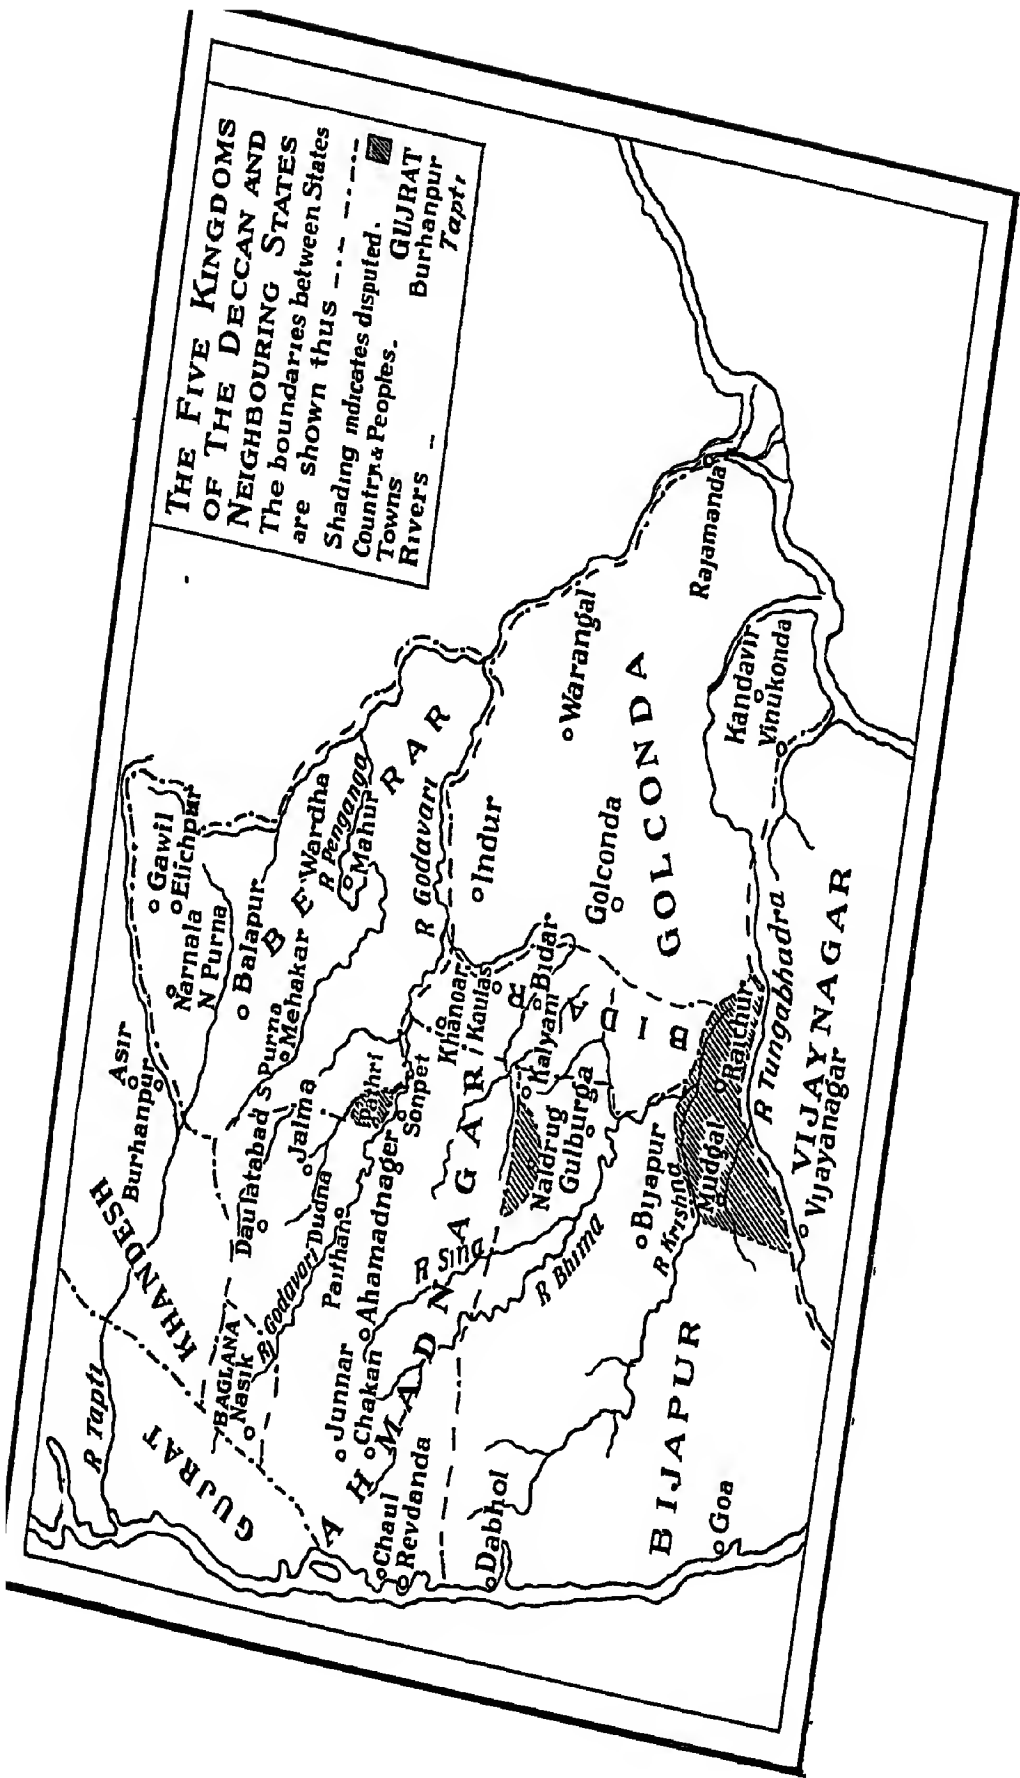 THE FIVE KINGDOMS
OF THE DECCAN AND
NEIGHBOURING STATES
The boundaries between States
are shown thus
Shading indicates disputed.
Country & Peoples. GUJRAT
Towns Burhanpur
Rivers Tapti
R Tapti
GUJRAT
KHANDESH
Burhanpur
Asir
Narnala
Gawil
Elichpur
N Purna
Balapur
BERAR
Wardha
R Penganga
Mahur
S Purna
Mehakar
BAGLANA
Nasik
Daulatabad
Jalma
R Godavari
Dudna
Paithan
Pathri
Sonpet
R Godavari
Junnar
Chakan
Ahamadnager
AHMADNAGAR
Khanoar
Koulas
Indur
Warangal
Chaul
Revdanda
R Sina
R Bhima
Naldrug
Kalyani
Bidar
BIDAR
Gulburga
Golconda
GOLCONDA
Rajamanda
Dabhol
Bijapur
R Krishna
Mudgal
Raichur
BIJAPUR
Goa
R Tungabhadra
Kandavir
Vinukonda
VIJAYNAGAR
Vijayanagar